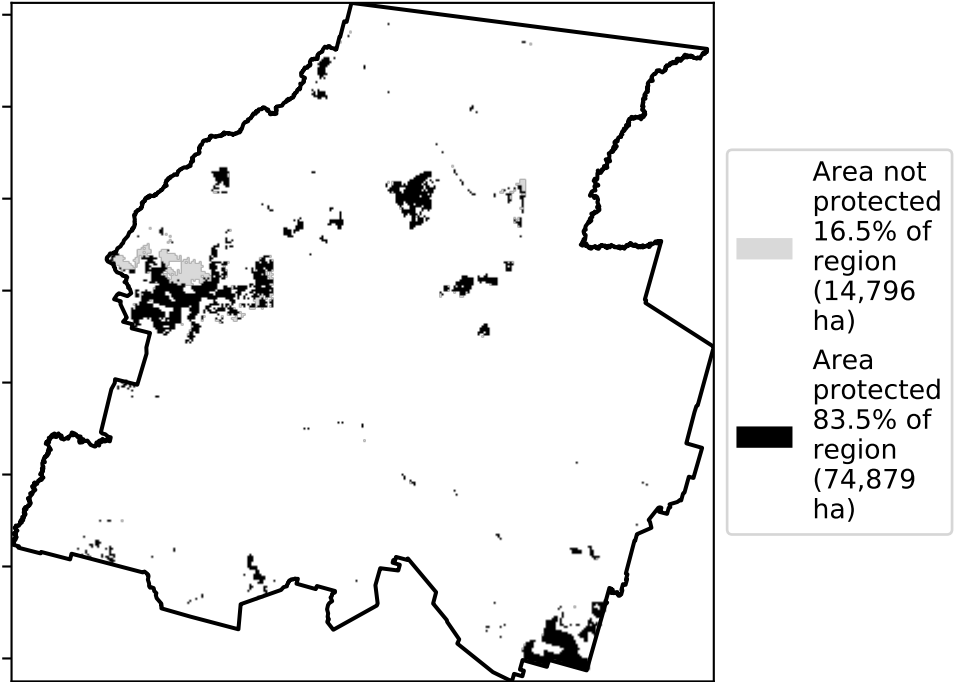 Area not
protected
16.5% of
region
(14,796
ha)
Area
protected
83.5% of
region
(74,879
ha)